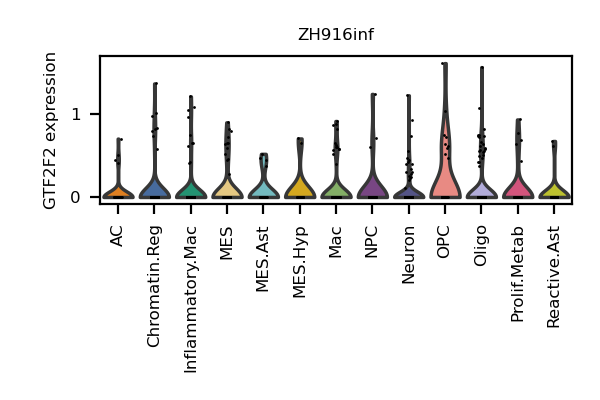 ZH916inf
GTF2F2 expression
1
0
AC
Chromatin.Reg
Inflammatory.Mac
MES
MES.Ast
MES.Hyp
Mac
NPC
Neuron
OPC
Oligo
Prolif.Metab
Reactive.Ast